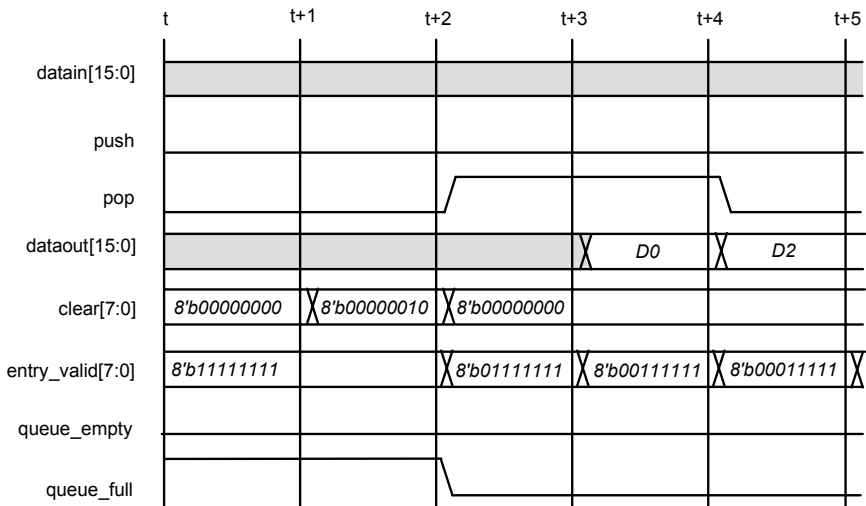 t t+1 t+2 t+3 t+4 t+5
datain[15:0]
push
pop
dataout[15:0] D0 D2
clear[7:0] 8'b00000000 8'b00000010 8'b00000000
entry_valid[7:0] 8'b11111111 8'b01111111 8'b00111111 8'b00011111
queue_empty
queue_full